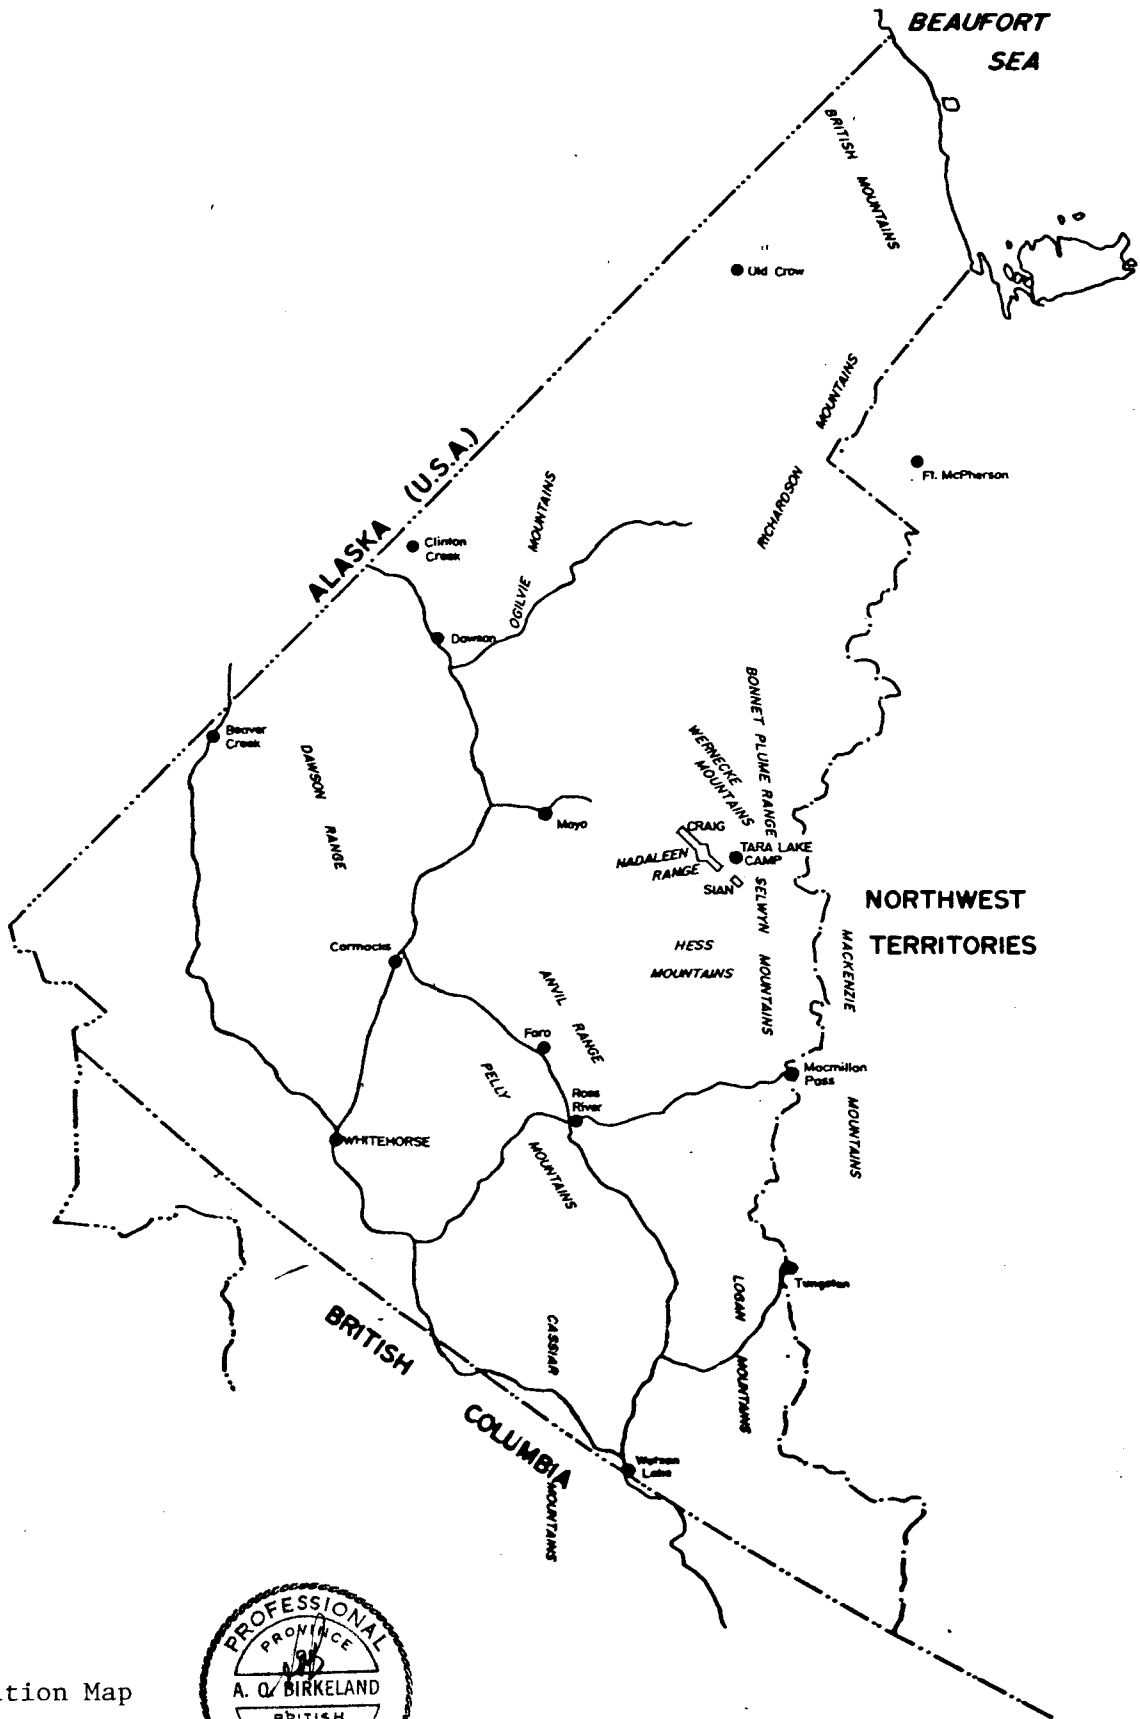 BEAUFORT
SEA
BRITISH MOUNTAINS
Old Crow
RICHARDSON MOUNTAINS
Ft. McPherson
ALASKA (U.S.A.)
Clinton
Creek
OGILVIE MOUNTAINS
Dawson
Beaver
Creek
DAWSON RANGE
Mayo
BONNET PLUME RANGE
WERNECKE
MOUNTAINS
CRAIG
TARA LAKE
CAMP
NADALEEN
RANGE
SIAN
SELWYN MOUNTAINS
NORTHWEST
TERRITORIES
MACKENZIE MOUNTAINS
HESS
MOUNTAINS
Carmacks
ANVIL RANGE
Faro
PELLY MOUNTAINS
Ross
River
Macmillan
Pass
WHITEHORSE
Tungsten
LOGAN MOUNTAINS
CASSIAR MOUNTAINS
BRITISH COLUMBIA
Watson
Lake
PROFESSIONAL
PROVINCE
OF
A. O. BIRKELAND
BRITISH
ation Map